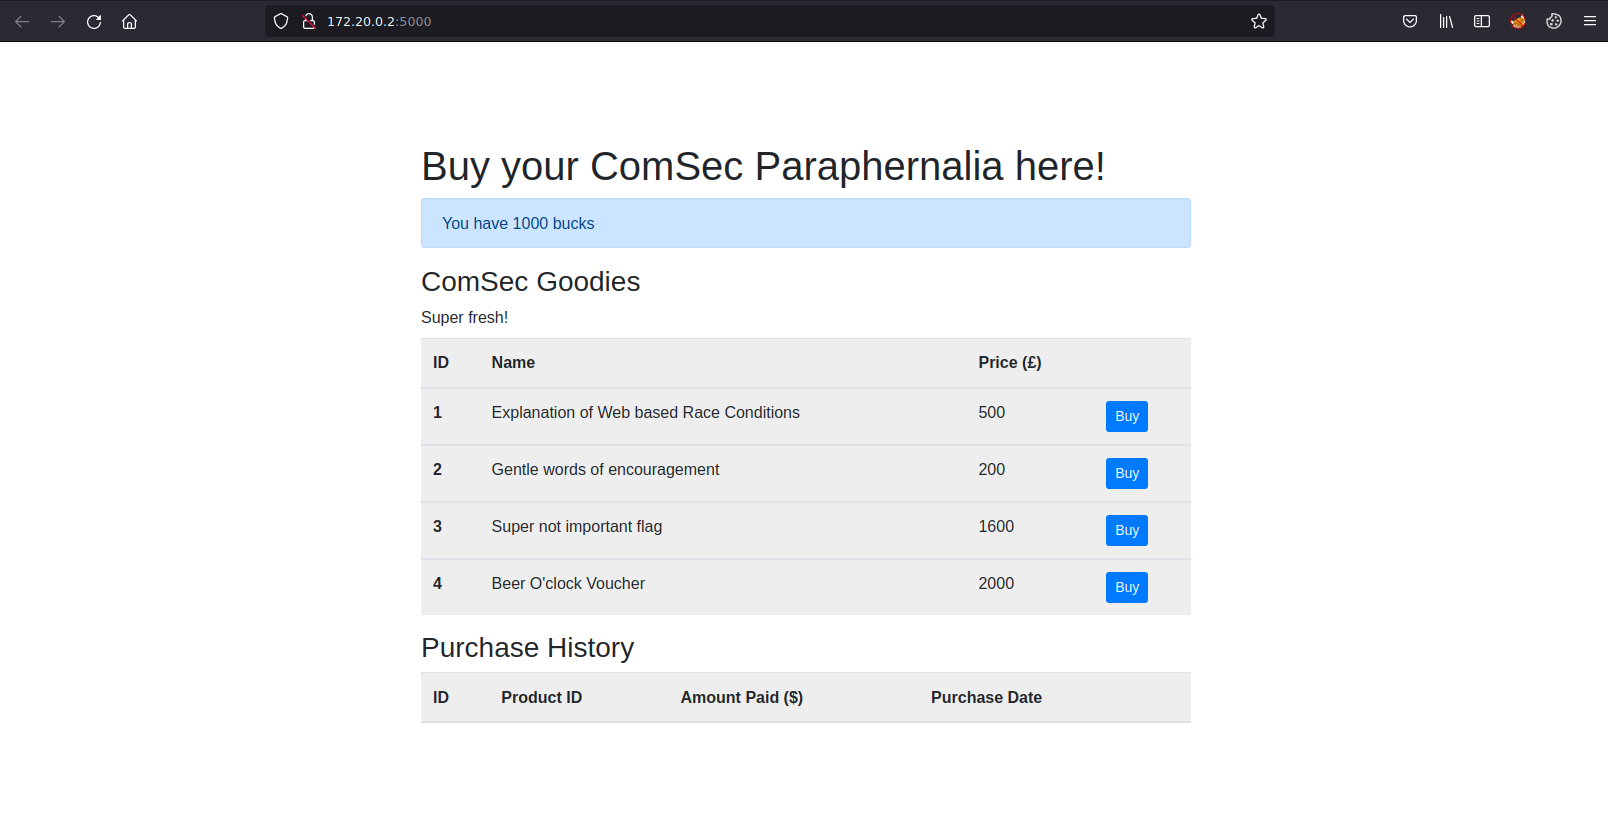 172.20.0.2:5000
Buy your ComSec Paraphernalia here!
You have 1000 bucks
ComSec Goodies
Super fresh!
ID Name Price (£)
1 Explanation of Web based Race Conditions 500 Buy
2 Gentle words of encouragement 200 Buy
3 Super not important flag 1600 Buy
4 Beer O'clock Voucher 2000 Buy
Purchase History
ID Product ID Amount Paid ($) Purchase Date